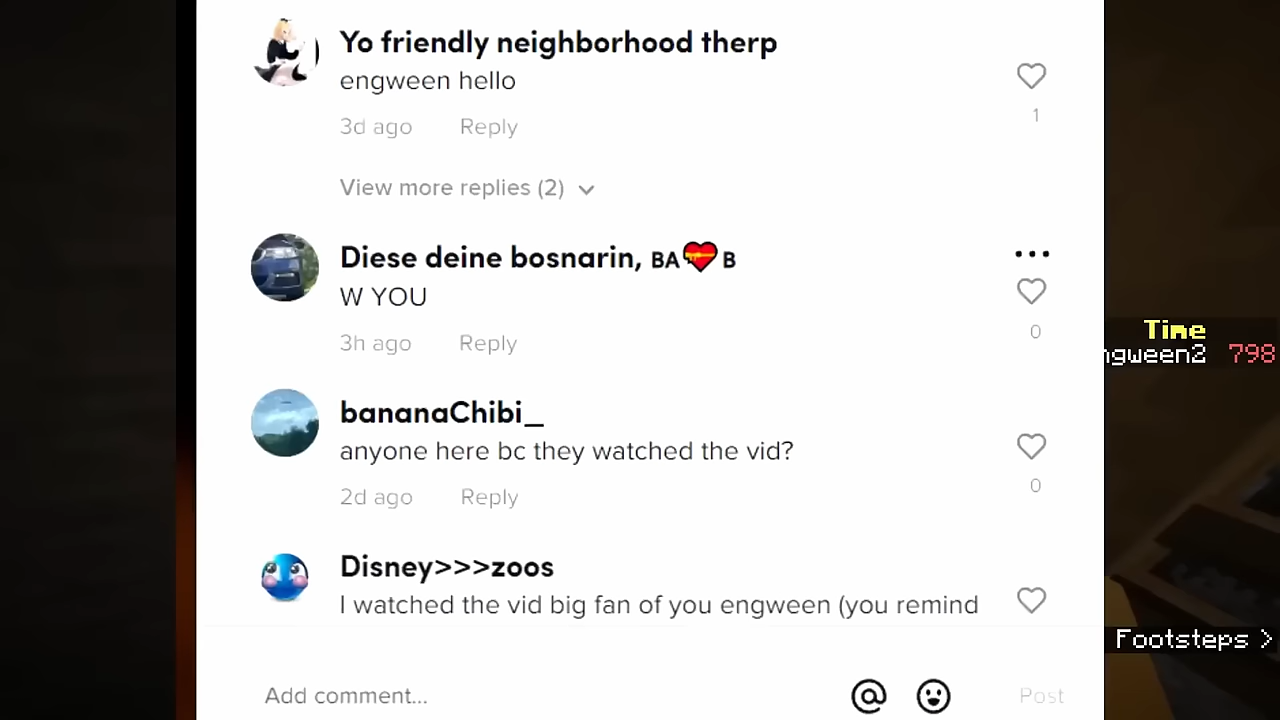 Yo friendly neighborhood therp
engween hello
1
3d ago Reply
View more replies (2)
Diese deine bosnarin, BA❤️B
W YOU
0
3h ago Reply
bananaChibi_
anyone here bc they watched the vid?
0
2d ago Reply
Disney>>>zoos
I watched the vid big fan of you engween (you remind
Add comment... @ Post
Time
ngween2 798
Footsteps >